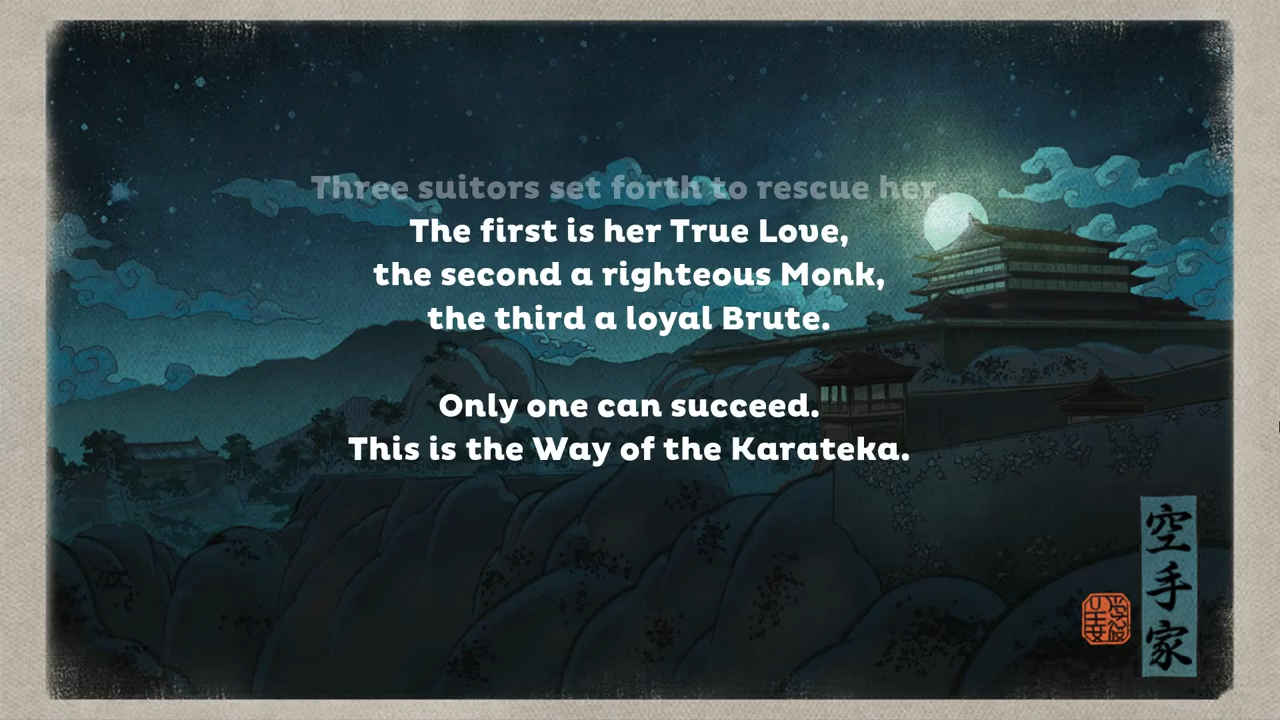 Three suitors set forth to rescue her.
The first is her True Love,
the second a righteous Monk,
the third a loyal Brute.
Only one can succeed.
This is the Way of the Karateka.
空手家